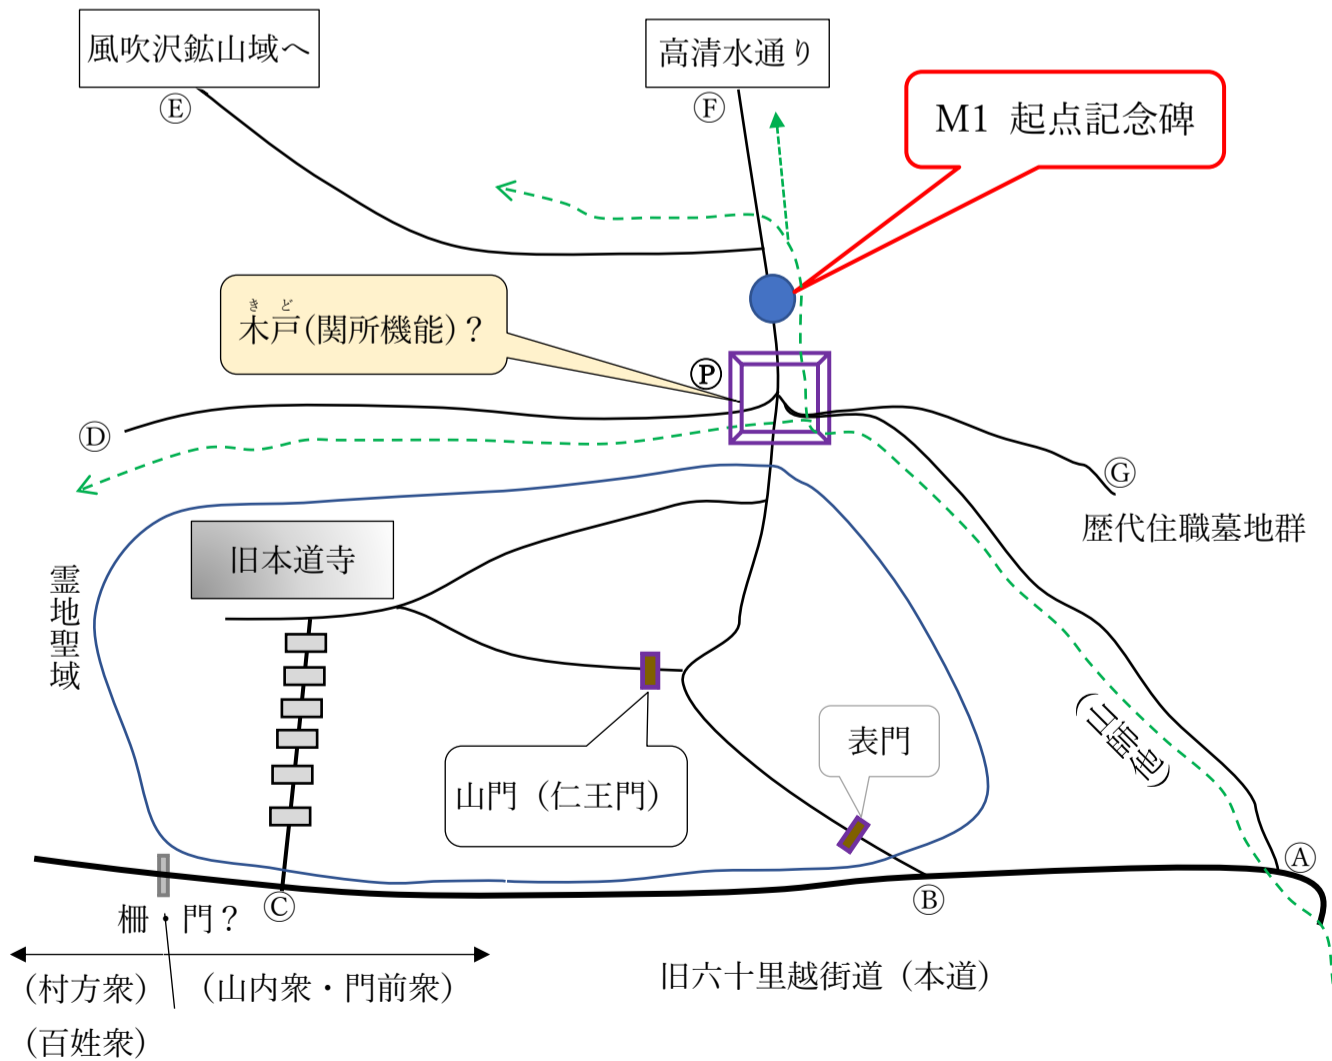 風吹沢鉱山域へ
高清水通り
Ⓔ
Ⓕ
M1 起点記念碑
きど
木戸(関所機能)?
Ⓟ
Ⓓ
Ⓖ
歴代住職墓地群
旧本道寺
霊地聖域
山門（仁王門）
表門
(山師他)
Ⓐ
Ⓑ
Ⓒ
柵・門?
(村方衆)
(山内衆・門前衆)
(百姓衆)
旧六十里越街道（本道）